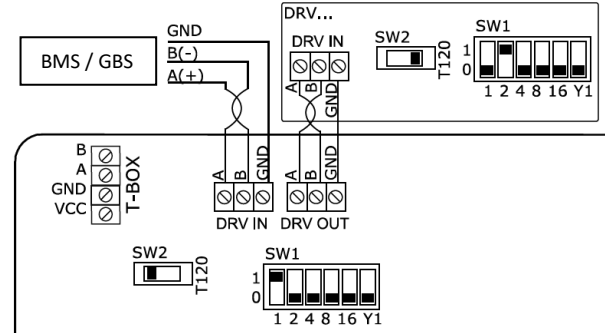 DRV...
GND
B(-)
A(+)
BMS / GBS
DRV IN
A B GND
SW2
T120
SW1
1
0
1 2 4 8 16 Y1
B
A
GND
VCC
T-BOX
A B GND
DRV IN
A B GND
DRV OUT
SW2
T120
SW1
1
0
1 2 4 8 16 Y1